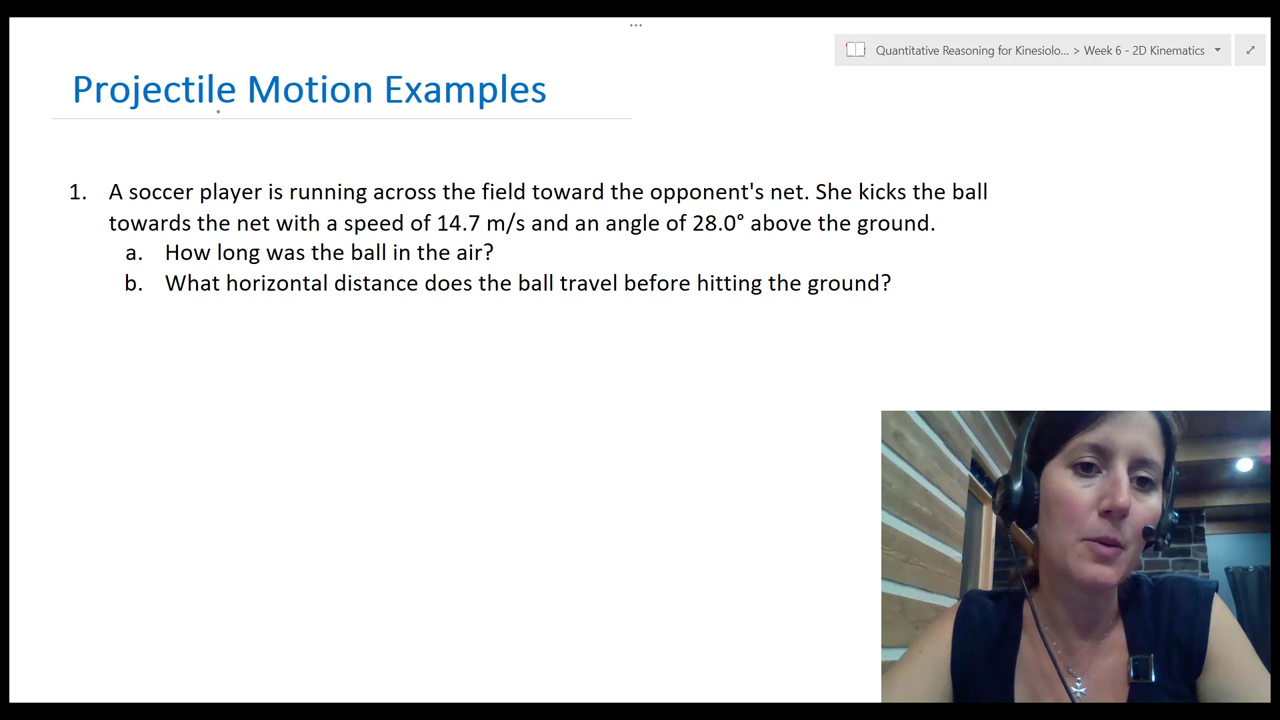 Quantitative Reasoning for Kinesiolo... > Week 6 - 2D Kinematics
Projectile Motion Examples
1. A soccer player is running across the field toward the opponent's net. She kicks the ball
towards the net with a speed of 14.7 m/s and an angle of 28.0° above the ground.
a. How long was the ball in the air?
b. What horizontal distance does the ball travel before hitting the ground?